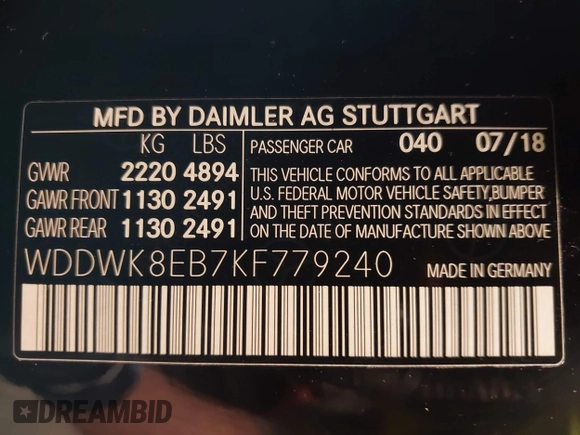 MFD BY DAIMLER AG STUTTGART
KG LBS
GVWR 2220 4894
GAWR FRONT 1130 2491
GAWR REAR 1130 2491
PASSENGER CAR 040 07/18
THIS VEHICLE CONFORMS TO ALL APPLICABLE
U.S. FEDERAL MOTOR VEHICLE SAFETY,BUMPER
AND THEFT PREVENTION STANDARDS IN EFFECT
ON THE DATE OF MANUFACTURE SHOWN ABOVE
WDDWK8EB7KF779240 MADE IN GERMANY
DREAMBID